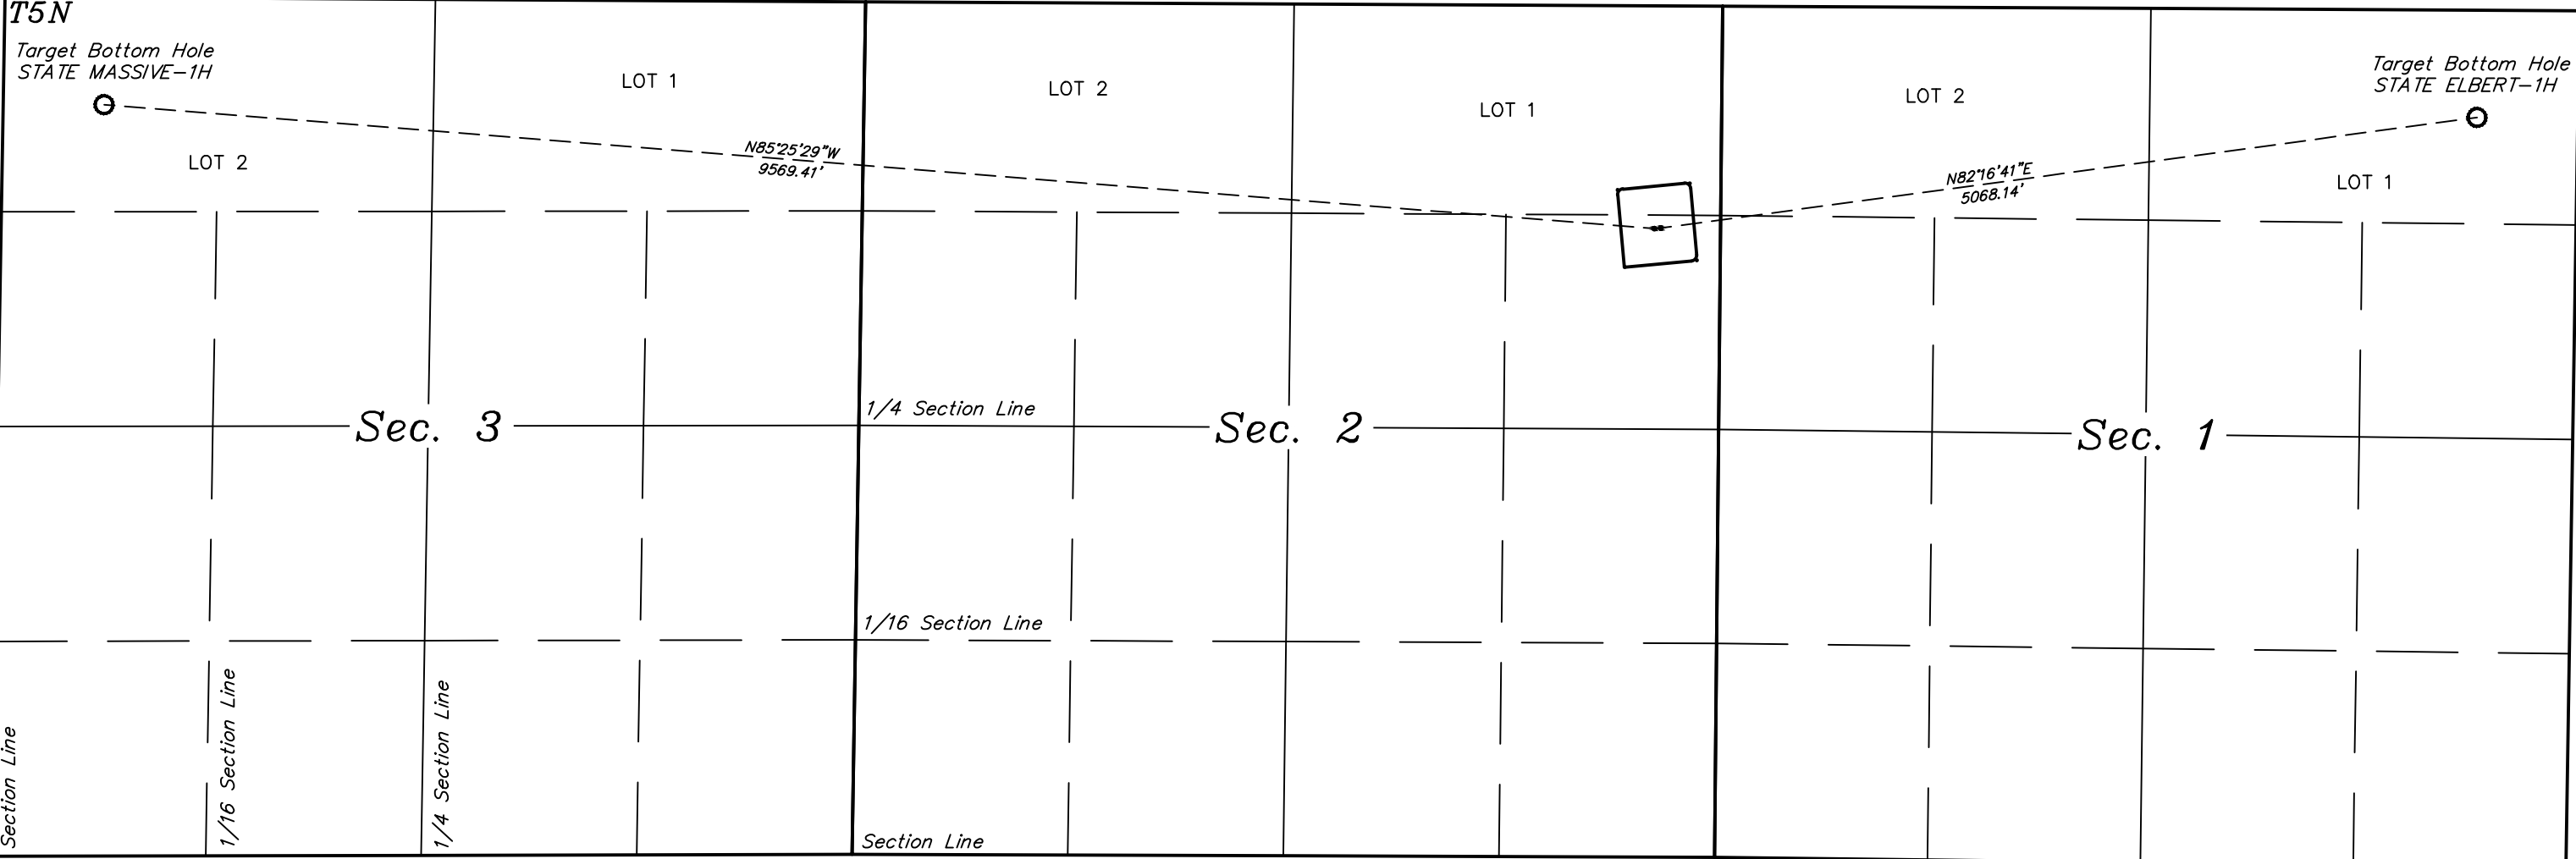 T5N
Target Bottom Hole
STATE MASSIVE-1H
Target Bottom Hole
STATE ELBERT-1H
LOT 1
LOT 2
LOT 1
LOT 2
LOT 2
LOT 1
N85°25'29"W
9569.41'
N82°16'41"E
5068.14'
1/4 Section Line
Sec. 3
Sec. 2
Sec. 1
1/16 Section Line
Section Line
1/16 Section Line
1/4 Section Line
Section Line